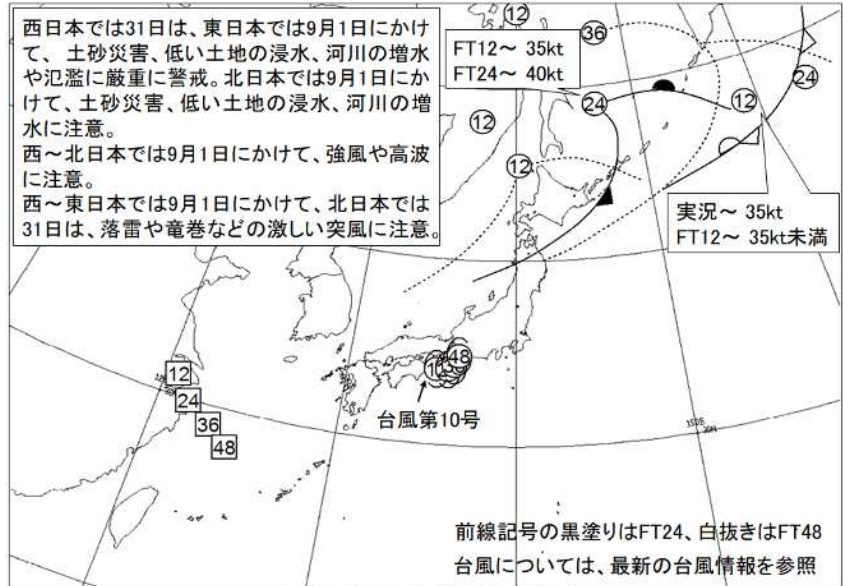 西日本では31日は、東日本では9月1日にかけ
て、土砂災害、低い土地の浸水、河川の増水
や氾濫に厳重に警戒。北日本では9月1日にか
けて、土砂災害、低い土地の浸水、河川の増
水に注意。
西～北日本では9月1日にかけて、強風や高波
に注意。
西～東日本では9月1日にかけて、北日本では
31日は、落雷や竜巻などの激しい突風に注意。
12
36
FT12～ 35kt
FT24～ 40kt
24
24
12
12
12
実況～ 35kt
FT12～ 35kt未満
48
12
24
36
48
台風第10号
前線記号の黒塗りはFT24、白抜きはFT48
台風については、最新の台風情報を参照